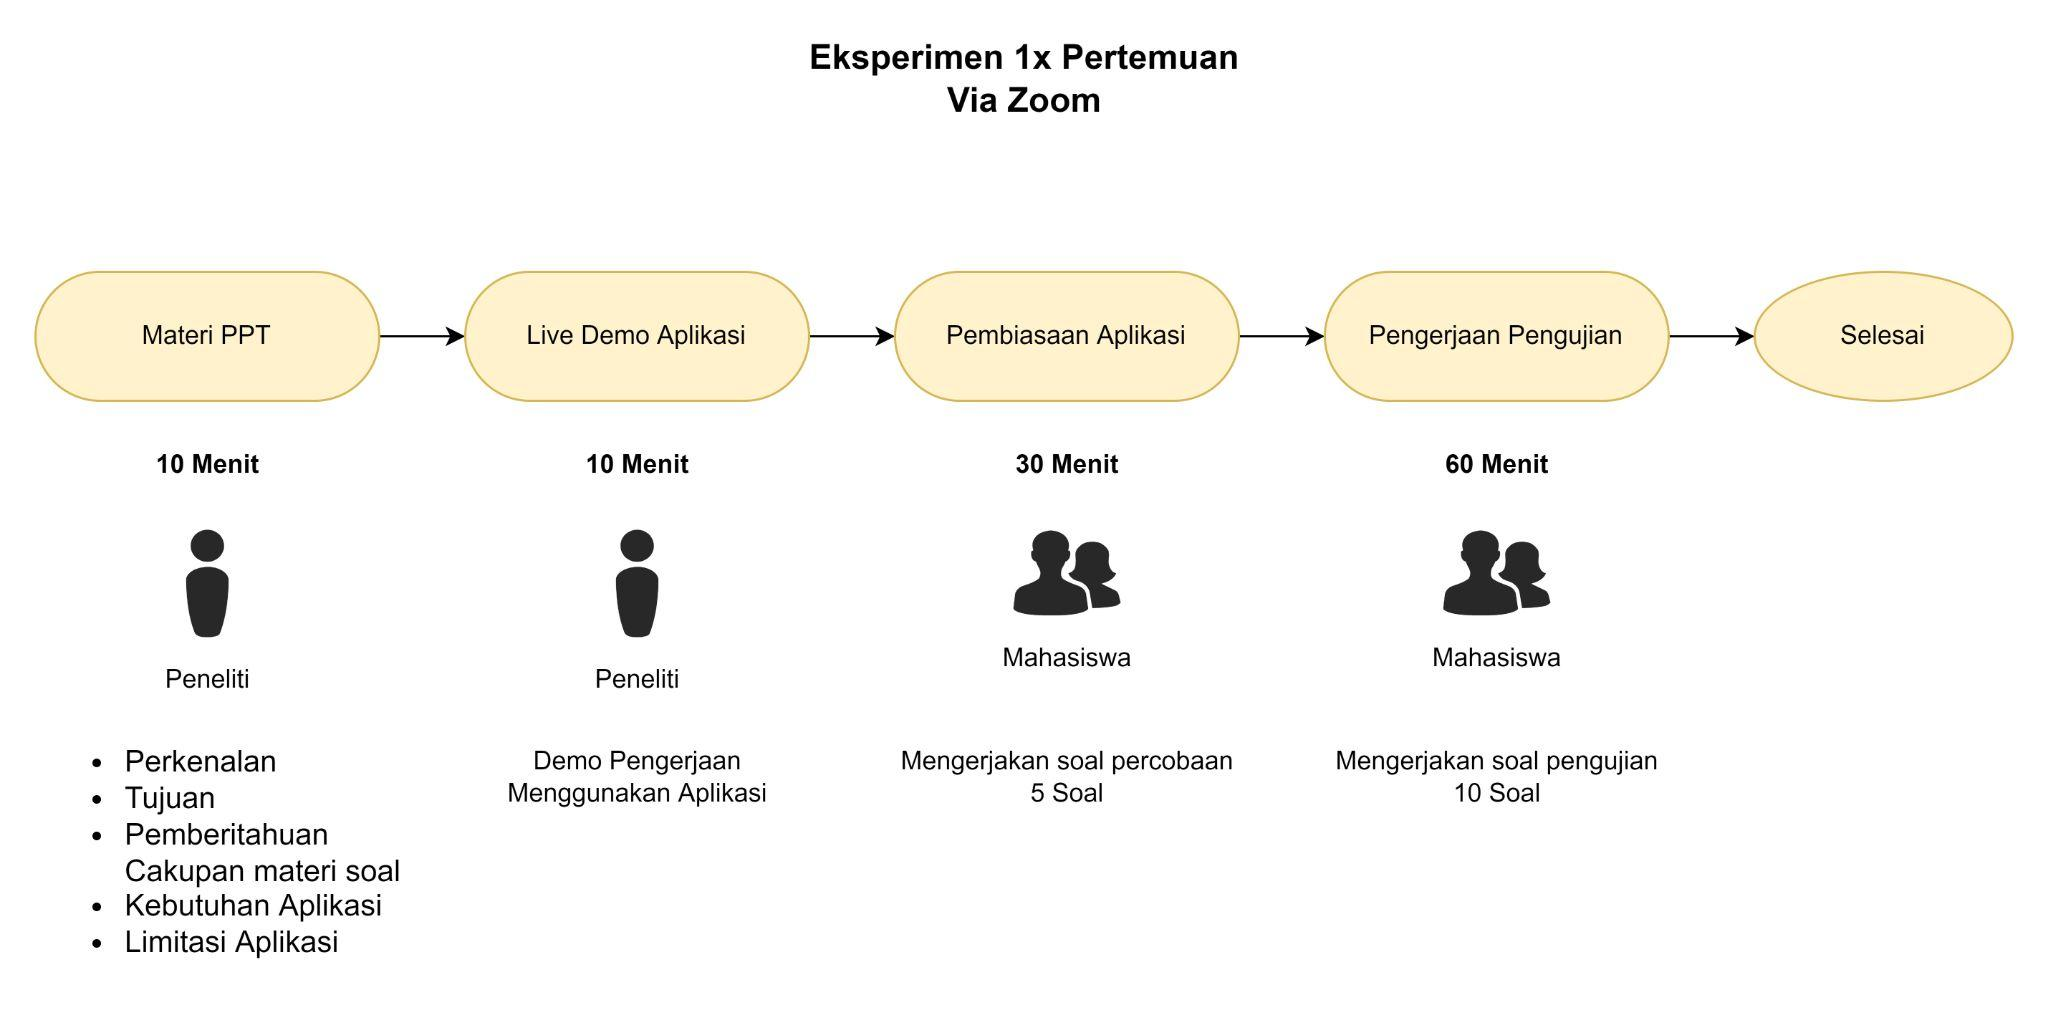 Eksperimen 1x Pertemuan
Via Zoom
Materi PPT
Live Demo Aplikasi
Pembiasaan Aplikasi
Pengerjaan Pengujian
Selesai
10 Menit
10 Menit
30 Menit
60 Menit
Peneliti
Peneliti
Mahasiswa
Mahasiswa
• Perkenalan
• Tujuan
• Pemberitahuan
Cakupan materi soal
• Kebutuhan Aplikasi
• Limitasi Aplikasi
Demo Pengerjaan
Menggunakan Aplikasi
Mengerjakan soal percobaan
5 Soal
Mengerjakan soal pengujian
10 Soal